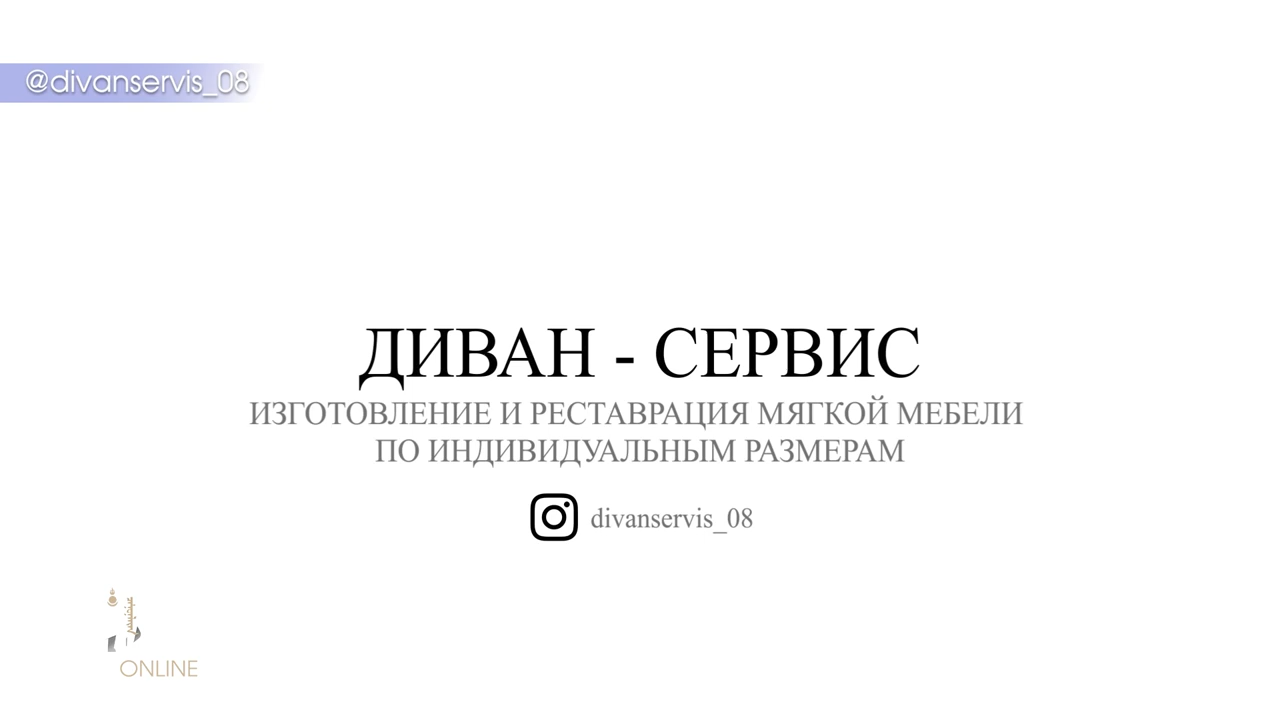 @divanservis_08
ДИВАН - СЕРВИС
ИЗГОТОВЛЕНИЕ И РЕСТАВРАЦИЯ МЯГКОЙ МЕБЕЛИ
ПО ИНДИВИДУАЛЬНЫМ РАЗМЕРАМ
divanservis_08
ONLINE